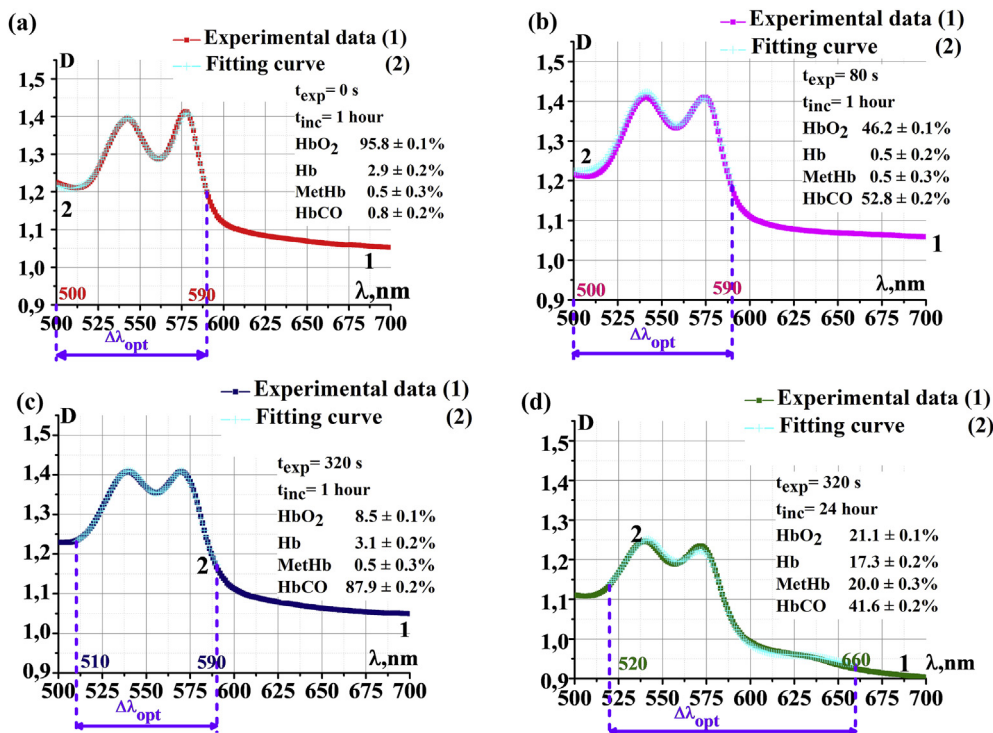 (a)
Experimental data (1)
Fitting curve (2)
D
1,5
1,4
1,3
1,2
1,1
1,0
0,9
t_exp= 0 s
t_inc= 1 hour
HbO₂ 95.8 ± 0.1%
Hb 2.9 ± 0.2%
MetHb 0.5 ± 0.3%
HbCO 0.8 ± 0.2%
2
1
λ,nm
500 590
500 525 550 575 600 625 650 675 700
Δλ_opt
(b)
Experimental data (1)
Fitting curve (2)
D
1,5
1,4
1,3
1,2
1,1
1,0
0,9
t_exp= 80 s
t_inc= 1 hour
HbO₂ 46.2 ± 0.1%
Hb 0.5 ± 0.2%
MetHb 0.5 ± 0.3%
HbCO 52.8 ± 0.2%
2
1
λ,nm
500 590
500 525 550 575 600 625 650 675 700
Δλ_opt
(c)
Experimental data (1)
Fitting curve (2)
D
1,5
1,4
1,3
1,2
1,1
1,0
0,9
t_exp= 320 s
t_inc= 1 hour
HbO₂ 8.5 ± 0.1%
Hb 3.1 ± 0.2%
MetHb 0.5 ± 0.3%
HbCO 87.9 ± 0.2%
2
1
λ,nm
510 590
500 525 550 575 600 625 650 675 700
Δλ_opt
(d)
Experimental data (1)
Fitting curve (2)
D
1,5
1,4
1,3
1,2
1,1
1,0
0,9
t_exp= 320 s
t_inc= 24 hour
HbO₂ 21.1 ± 0.1%
Hb 17.3 ± 0.2%
MetHb 20.0 ± 0.3%
HbCO 41.6 ± 0.2%
2
1
λ,nm
520 660
500 525 550 575 600 625 650 675 700
Δλ_opt